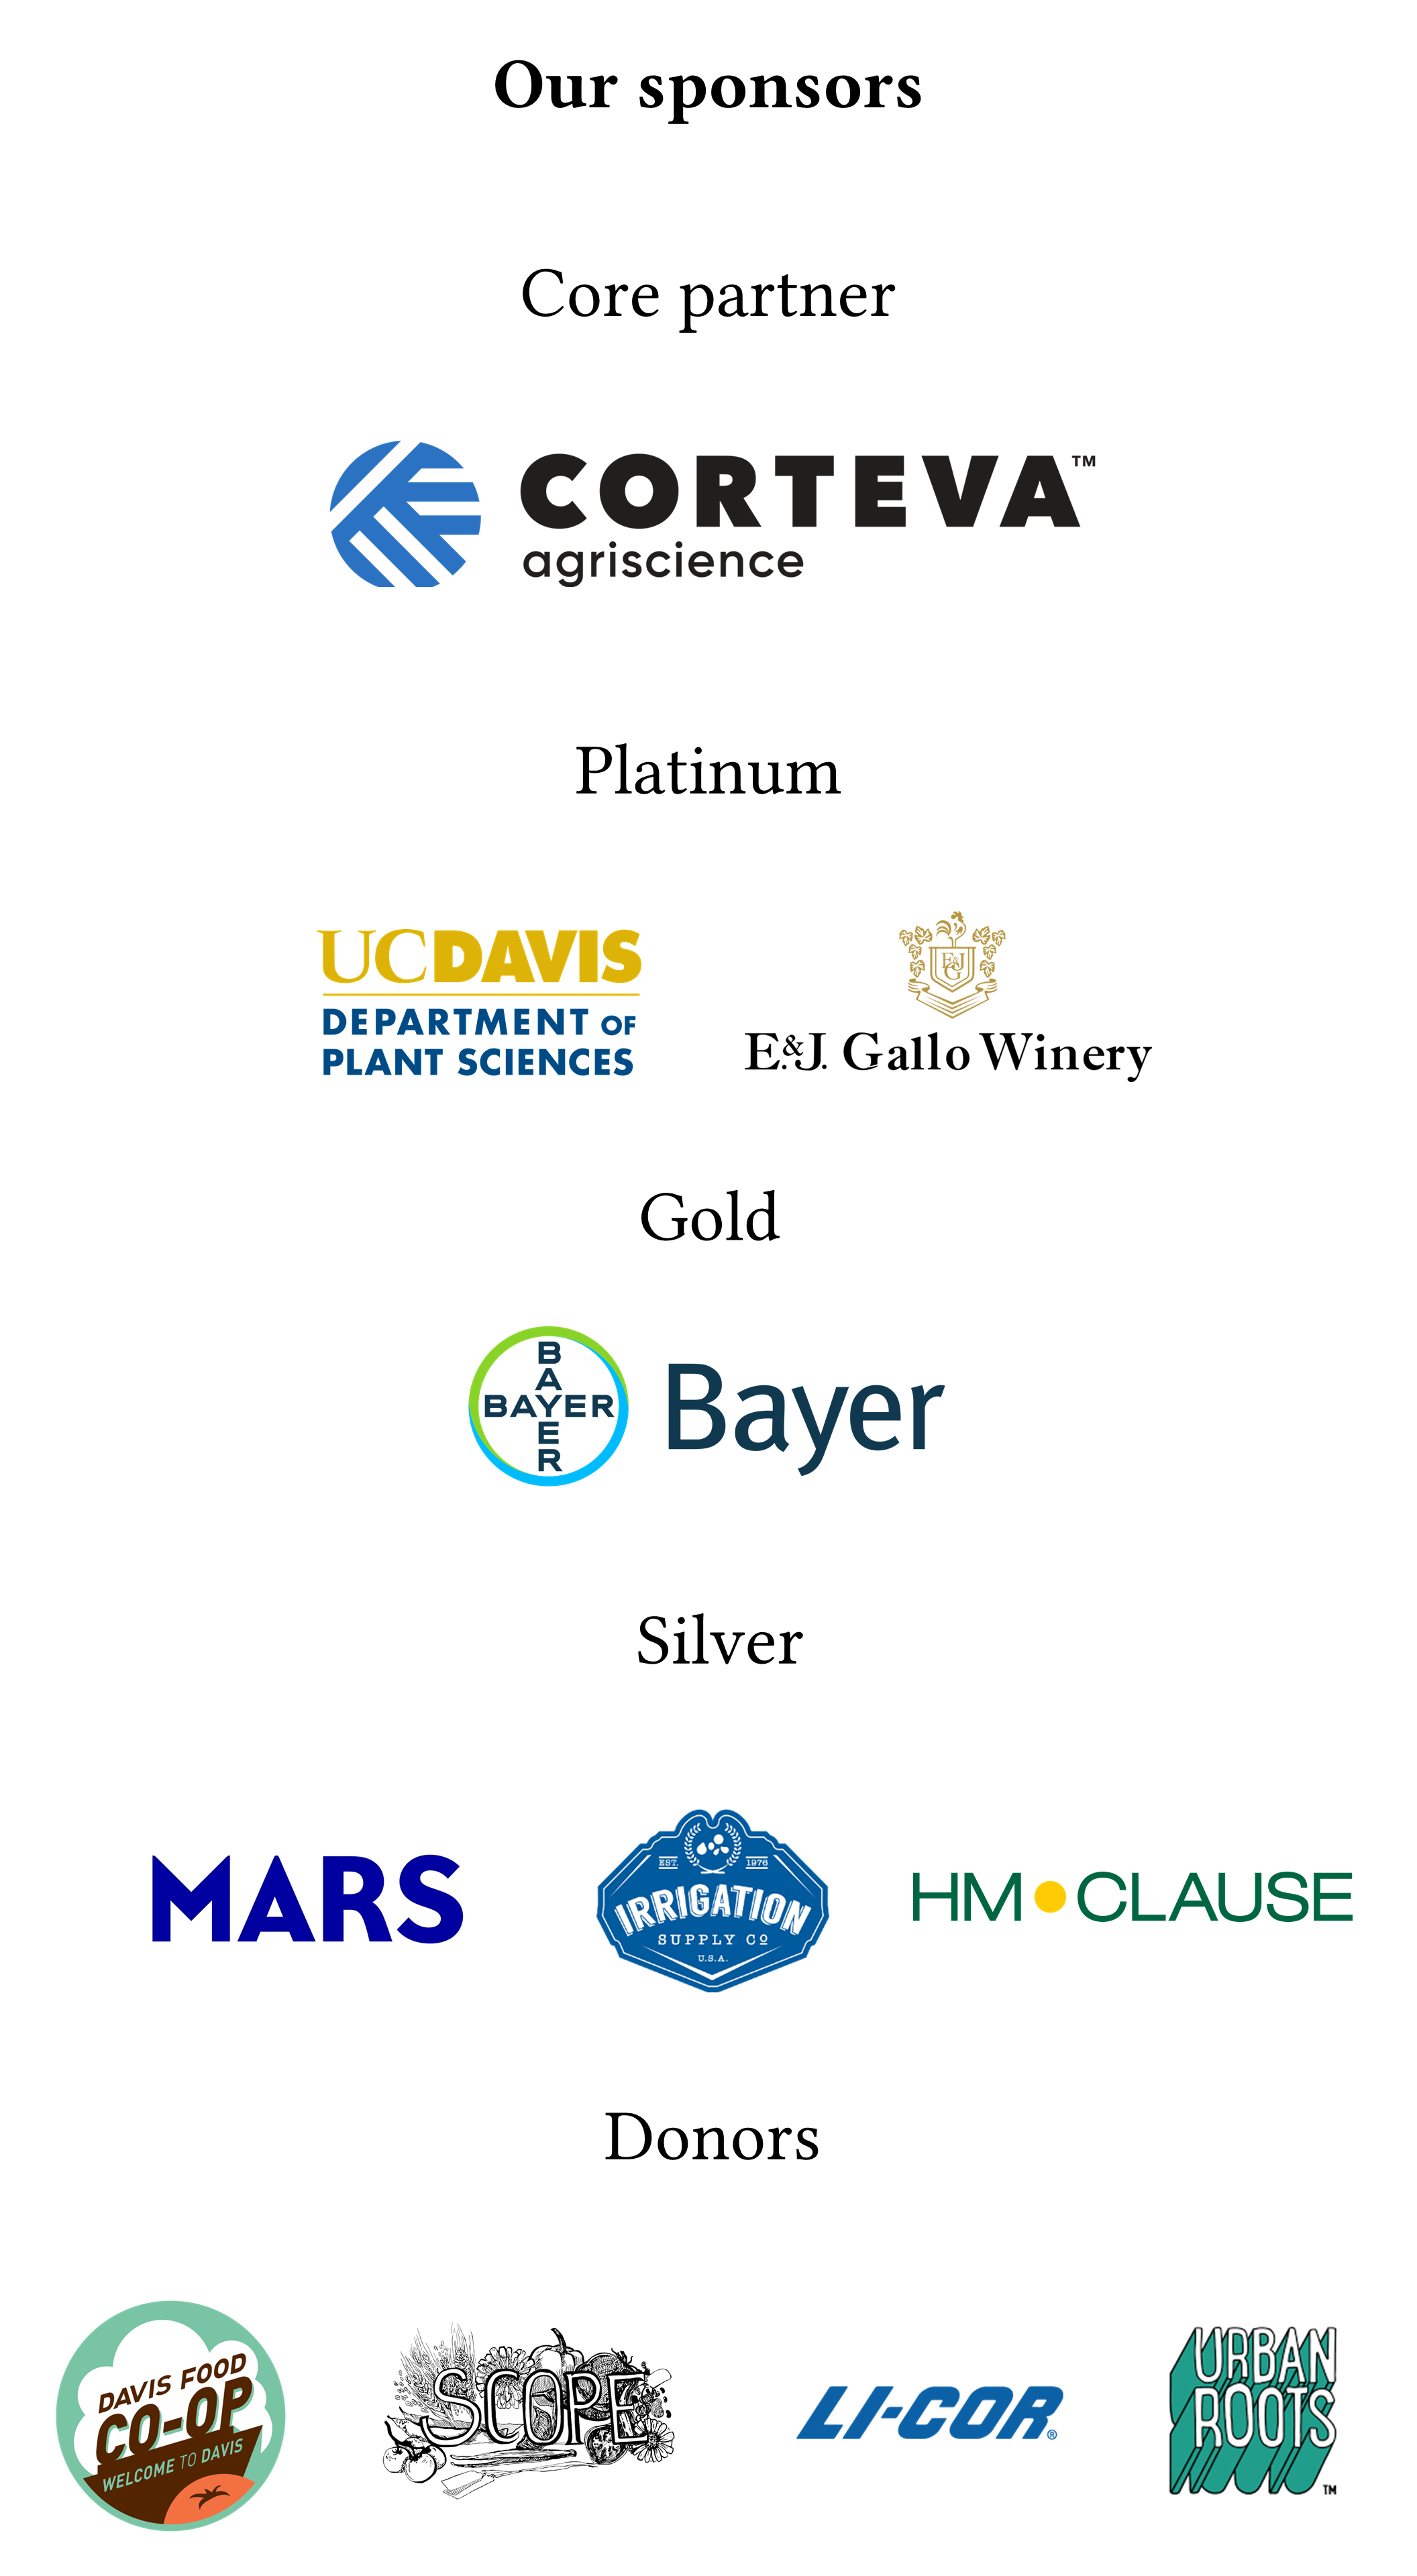 Our sponsors
Core partner
CORTEVA™
agriscience
Platinum
UCDAVIS
DEPARTMENT OF
PLANT SCIENCES
E&J
G
E.&J. Gallo Winery
Gold
BAYER
BAYER
Bayer
Silver
MARS
EST. 1976
IRRIGATION
SUPPLY CO
U.S.A.
HM•CLAUSE
Donors
DAVIS FOOD
CO-OP
WELCOME TO DAVIS
SCOPE
LI-COR®
URBAN
ROOTS™